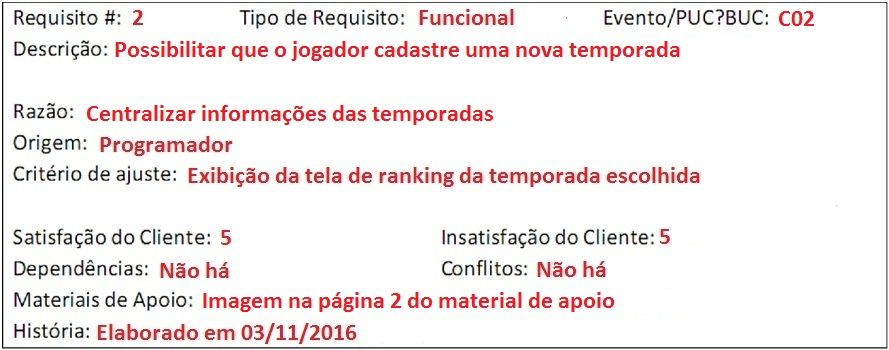 Requisito #: 2 Tipo de Requisito: Funcional Evento/PUC?BUC: C02
Descrição: Possibilitar que o jogador cadastre uma nova temporada
Razão: Centralizar informações das temporadas
Origem: Programador
Critério de ajuste: Exibição da tela de ranking da temporada escolhida
Satisfação do Cliente: 5 Insatisfação do Cliente: 5
Dependências: Não há Conflitos: Não há
Materiais de Apoio: Imagem na página 2 do material de apoio
História: Elaborado em 03/11/2016